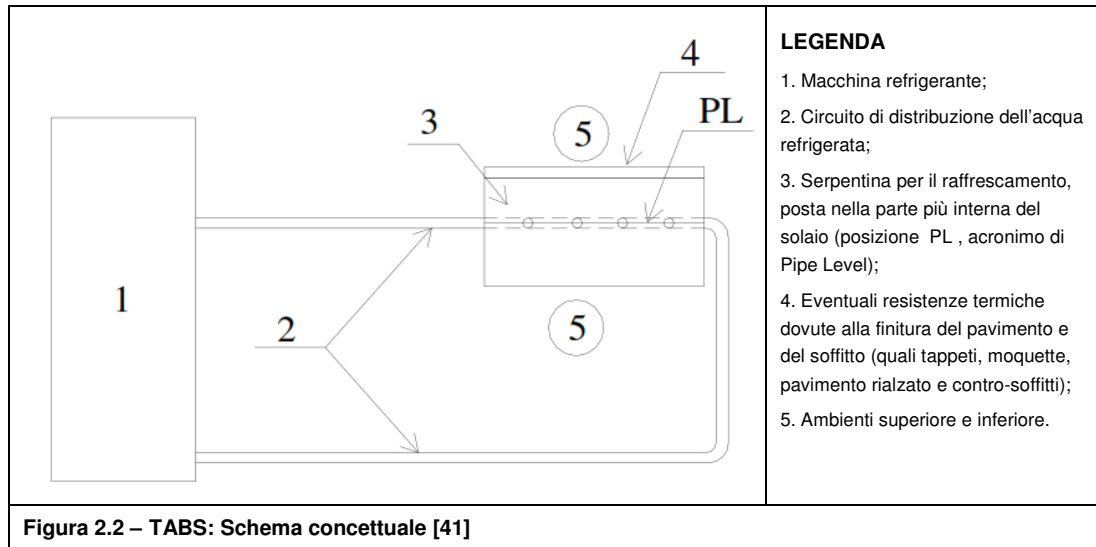 4
PL
3
5
1
2
5
LEGENDA
1. Macchina refrigerante;
2. Circuito di distribuzione dell'acqua
refrigerata;
3. Serpentina per il raffrescamento,
posta nella parte più interna del
solaio (posizione PL , acronimo di
Pipe Level);
4. Eventuali resistenze termiche
dovute alla finitura del pavimento e
del soffitto (quali tappeti, moquette,
pavimento rialzato e contro-soffitti);
5. Ambienti superiore e inferiore.
Figura 2.2 – TABS: Schema concettuale [41]